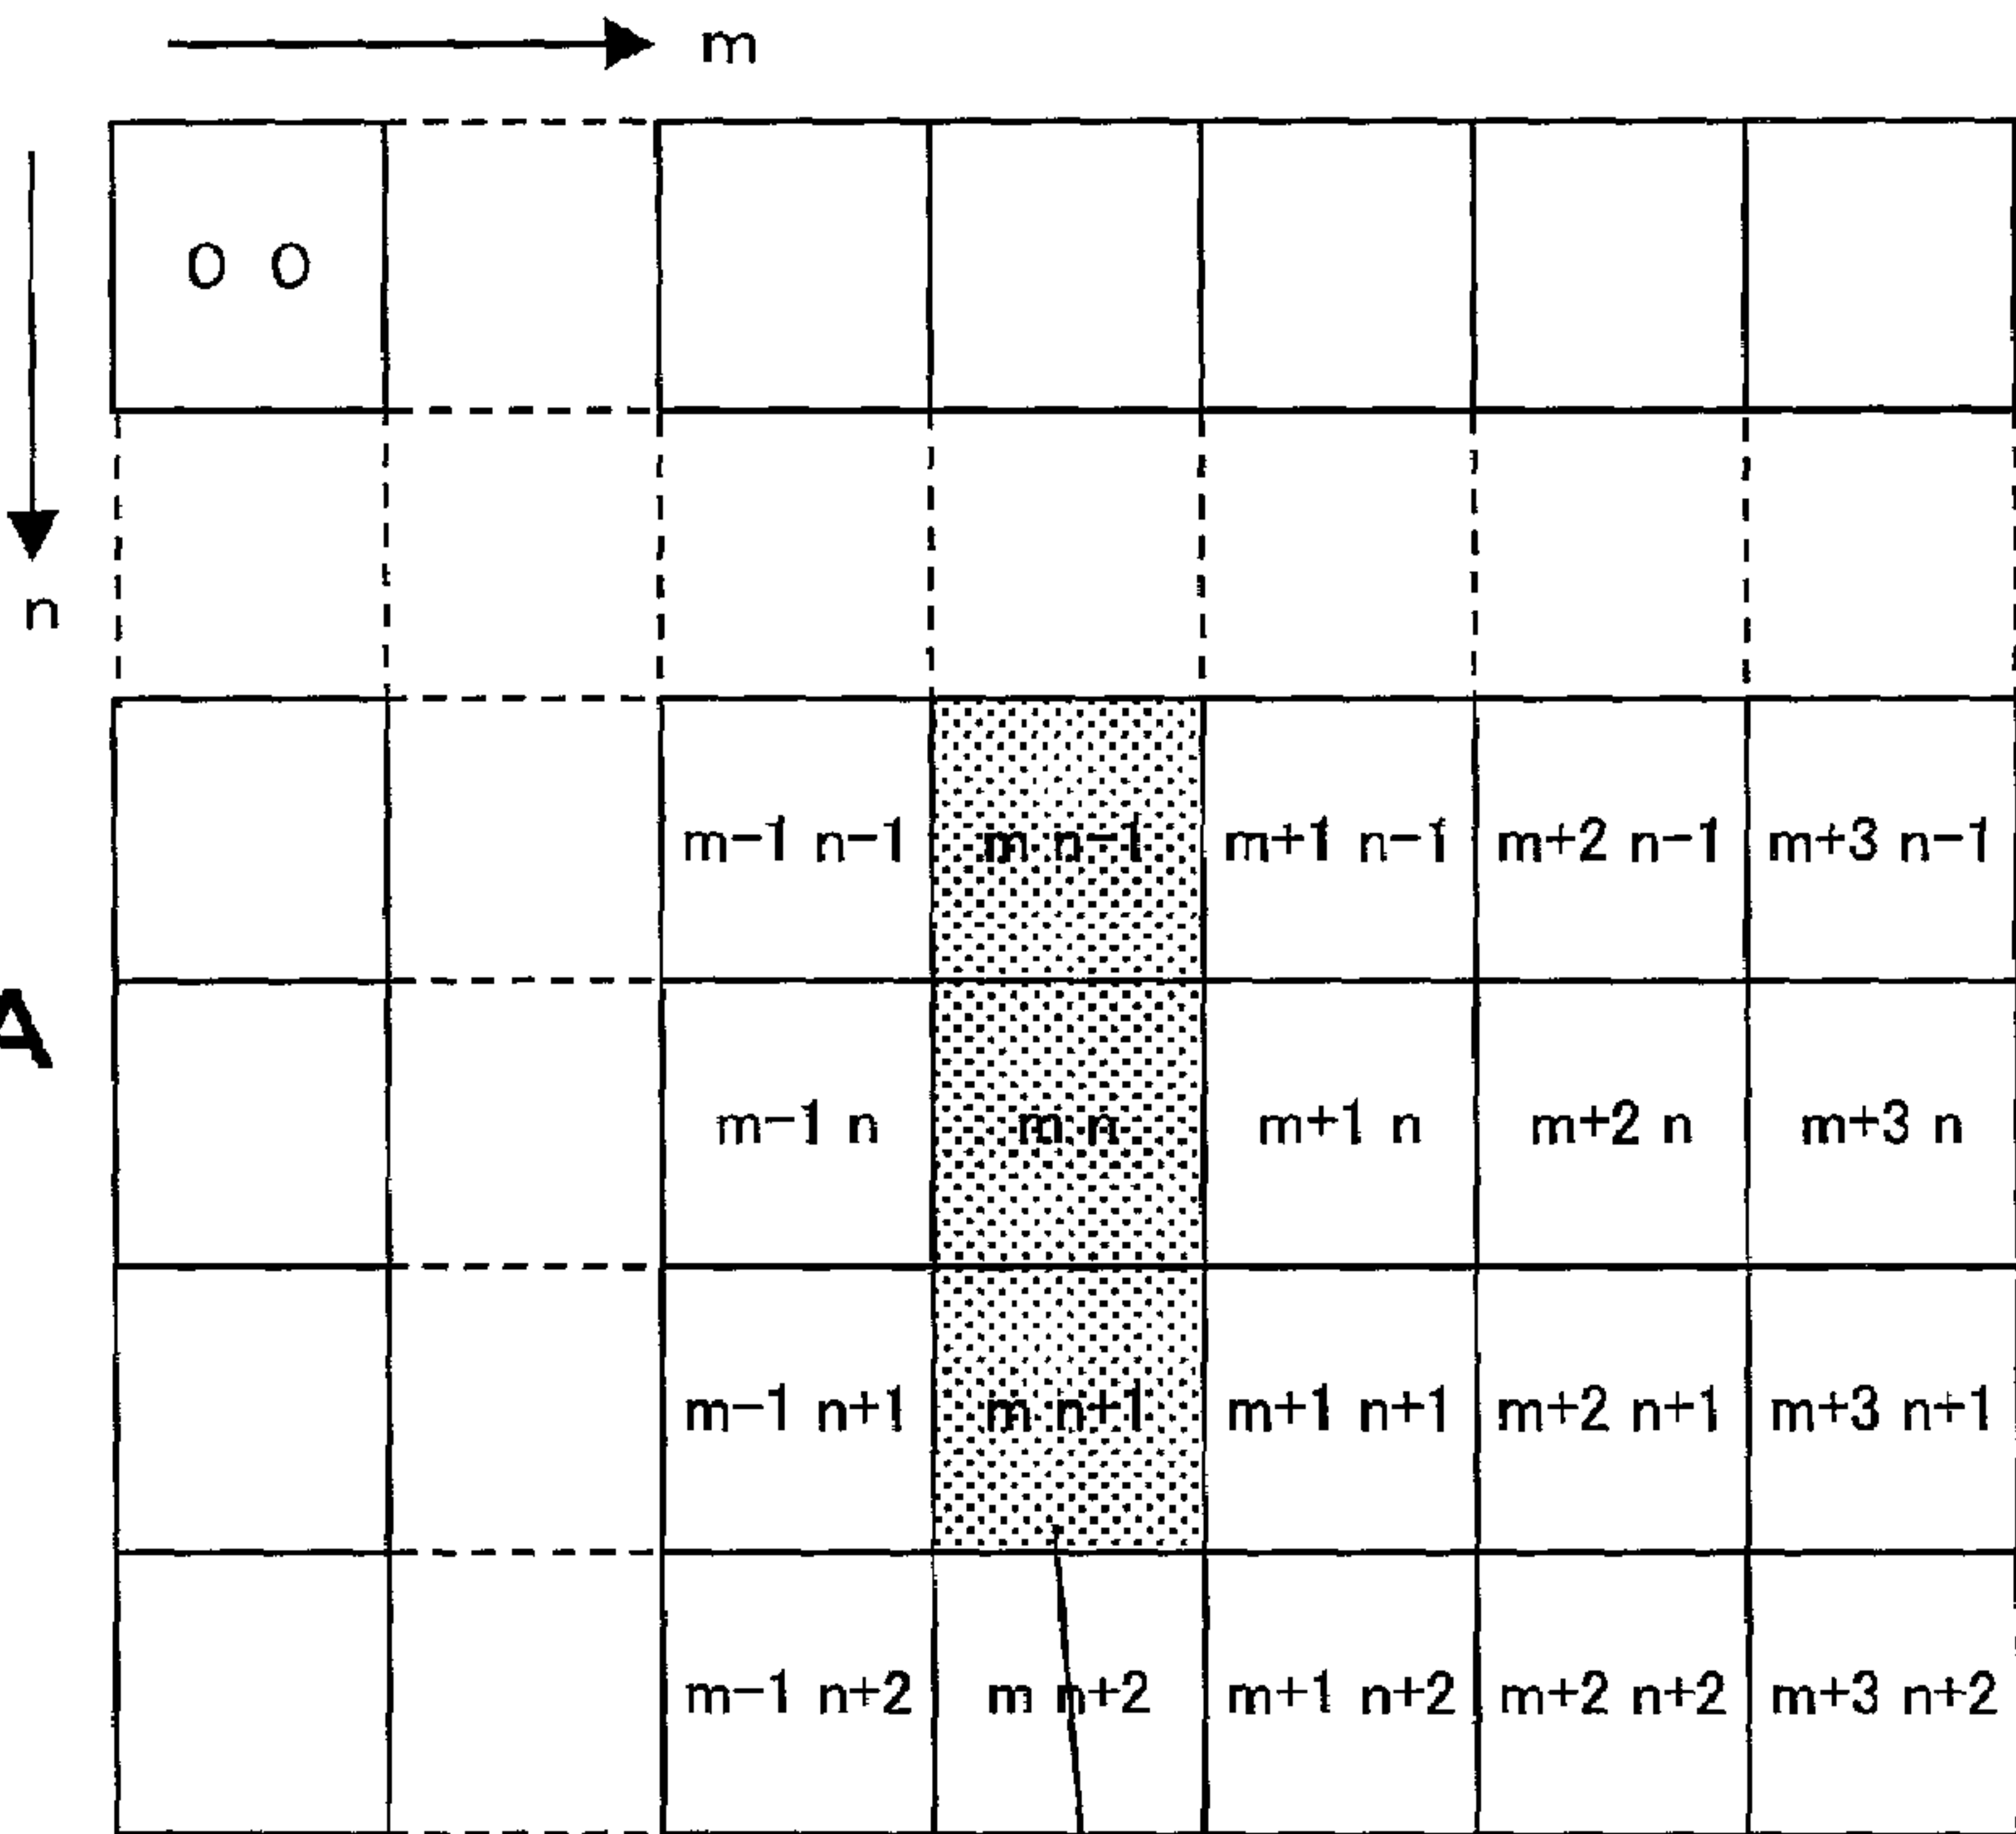 m
0 0
n
m-1 n-1 m n-1 m+1 n-1 m+2 n-1 m+3 n-1
A
m-1 n m n m+1 n m+2 n m+3 n
m-1 n+1 m n+1 m+1 n+1 m+2 n+1 m+3 n+1
m-1 n+2 m n+2 m+1 n+2 m+2 n+2 m+3 n+2